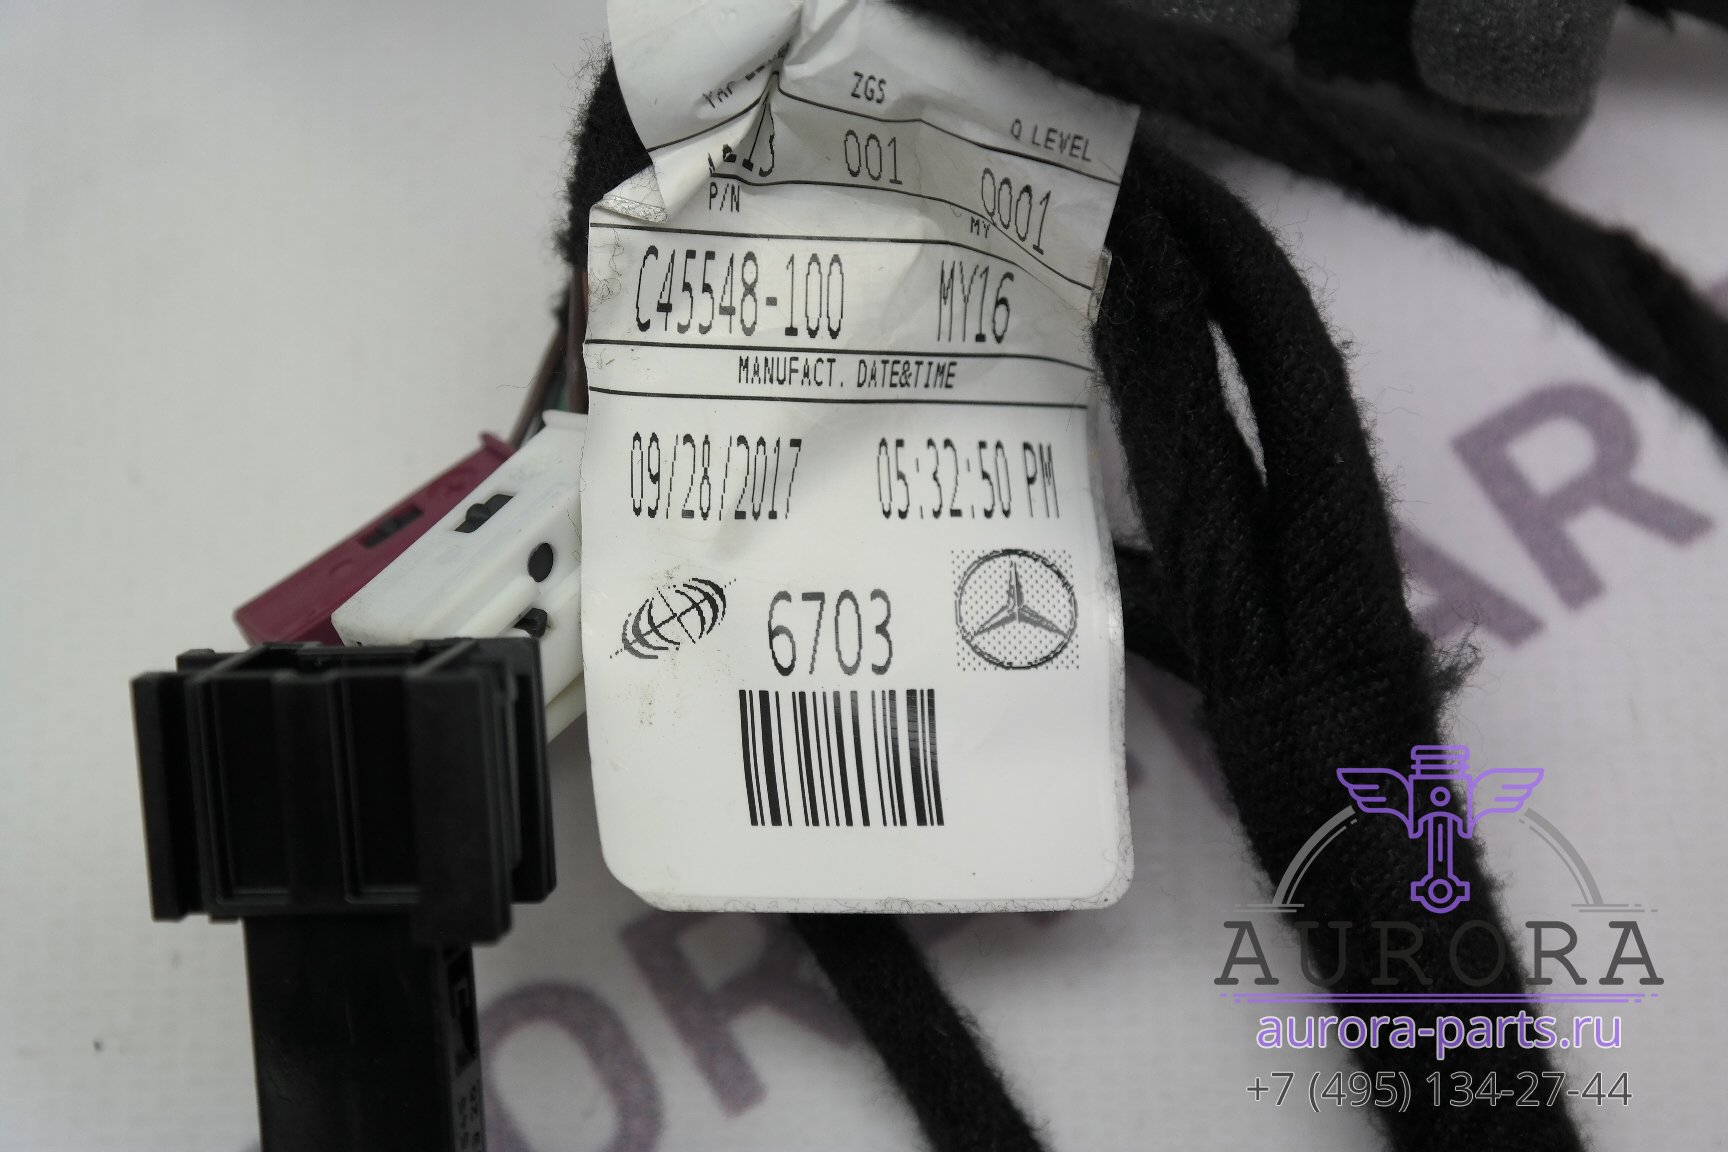 ZGS
Q LEVEL
001
Q001
P/N
MY
C45548-100
MY16
MANUFACT. DATE&TIME
09/28/2017 05:32:50 PM
6703
AURORA
aurora-parts.ru
+7 (495) 134-27-44